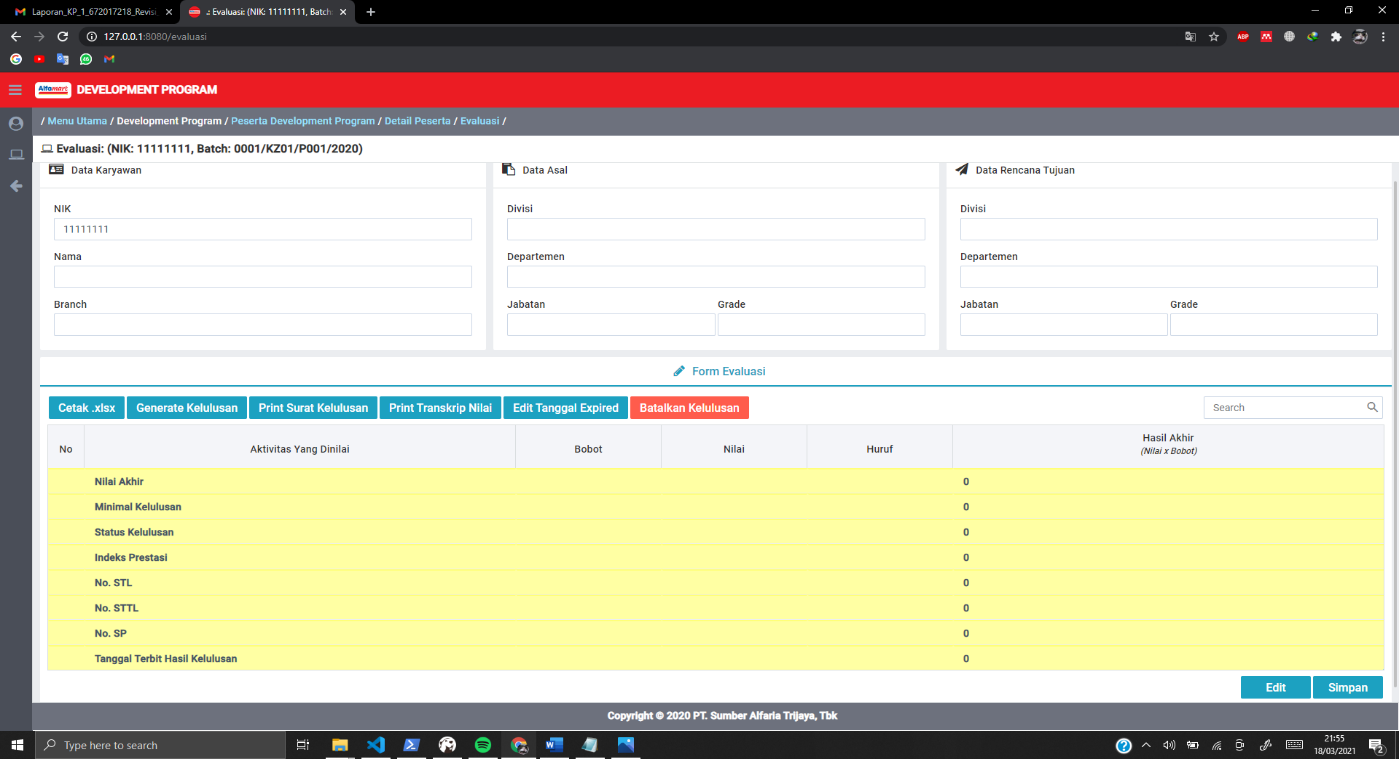 Laporan_KP_1_672017218_Revisi
.: Evaluasi: (NIK: 11111111, Batch:
127.0.0.1:8080/evaluasi
ABP
Alfamart DEVELOPMENT PROGRAM
/ Menu Utama / Development Program / Peserta Development Program / Detail Peserta / Evaluasi /
Evaluasi: (NIK: 11111111, Batch: 0001/KZ01/P001/2020)
Data Karyawan
Data Asal
Data Rencana Tujuan
NIK
Divisi
Divisi
11111111
Nama
Departemen
Departemen
Branch
Jabatan
Grade
Jabatan
Grade
Form Evaluasi
Cetak .xlsx
Generate Kelulusan
Print Surat Kelulusan
Print Transkrip Nilai
Edit Tanggal Expired
Batalkan Kelulusan
Search
No
Aktivitas Yang Dinilai
Bobot
Nilai
Huruf
Hasil Akhir
(Nilai x Bobot)
Nilai Akhir 0
Minimal Kelulusan 0
Status Kelulusan 0
Indeks Prestasi 0
No. STL 0
No. STTL 0
No. SP 0
Tanggal Terbit Hasil Kelulusan 0
Edit
Simpan
Copyright © 2020 PT. Sumber Alfaria Trijaya, Tbk
Type here to search
21:55
18/03/2021
2